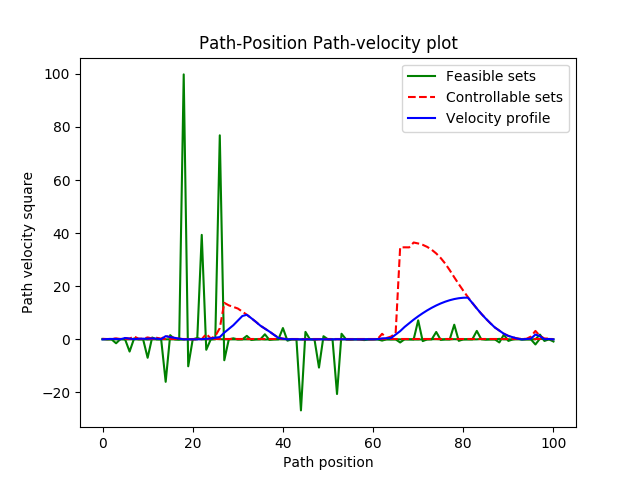 Path-Position Path-velocity plot
Feasible sets
Controllable sets
Velocity profile
Path velocity square
100
80
60
40
20
0
−20
0 20 40 60 80 100
Path position